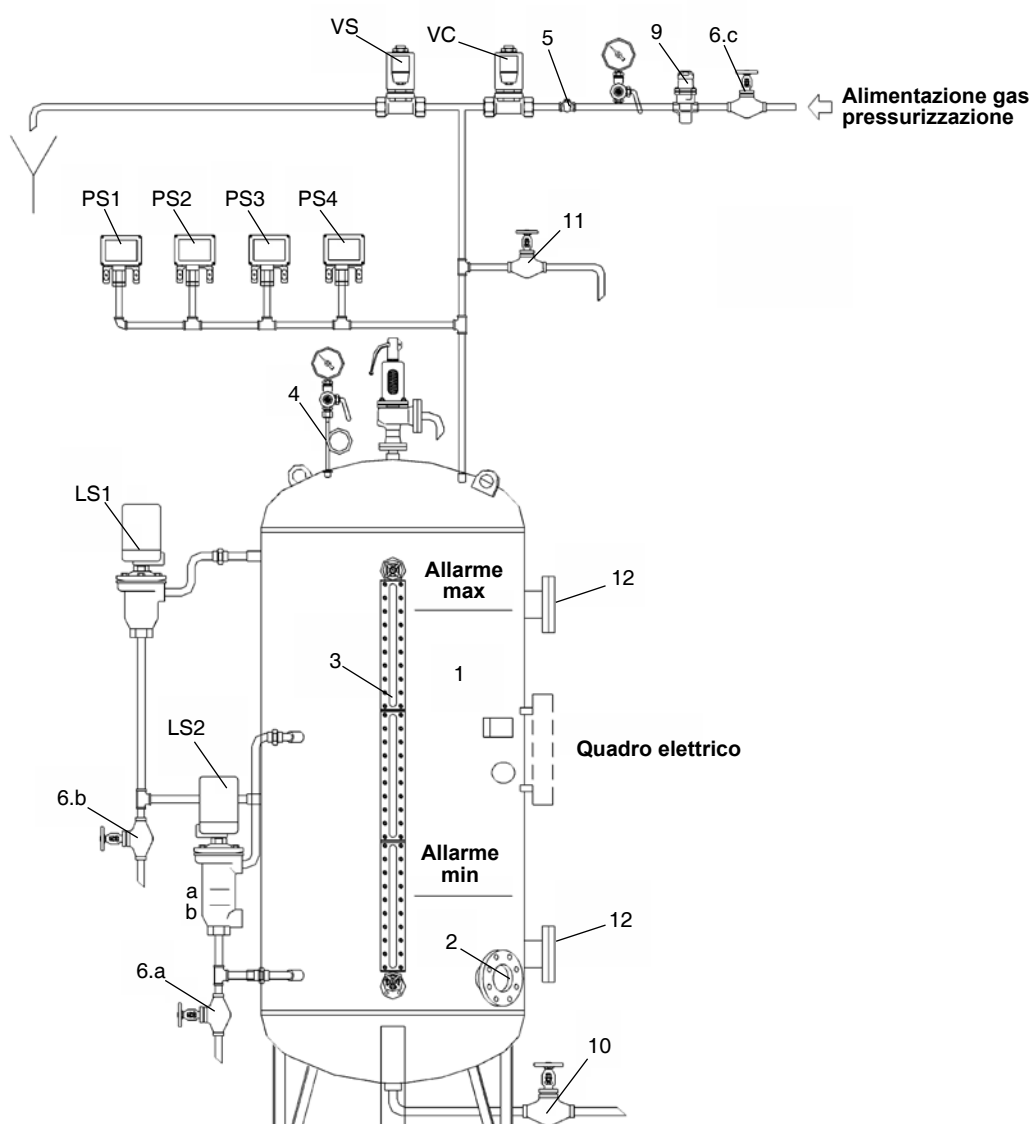 VS
VC
5
9
6.c
Alimentazione gas
pressurizzazione
PS1
PS2
PS3
PS4
11
4
LS1
Allarme
max
12
3
1
LS2
Quadro elettrico
6.b
Allarme
min
a
b
12
2
6.a
10